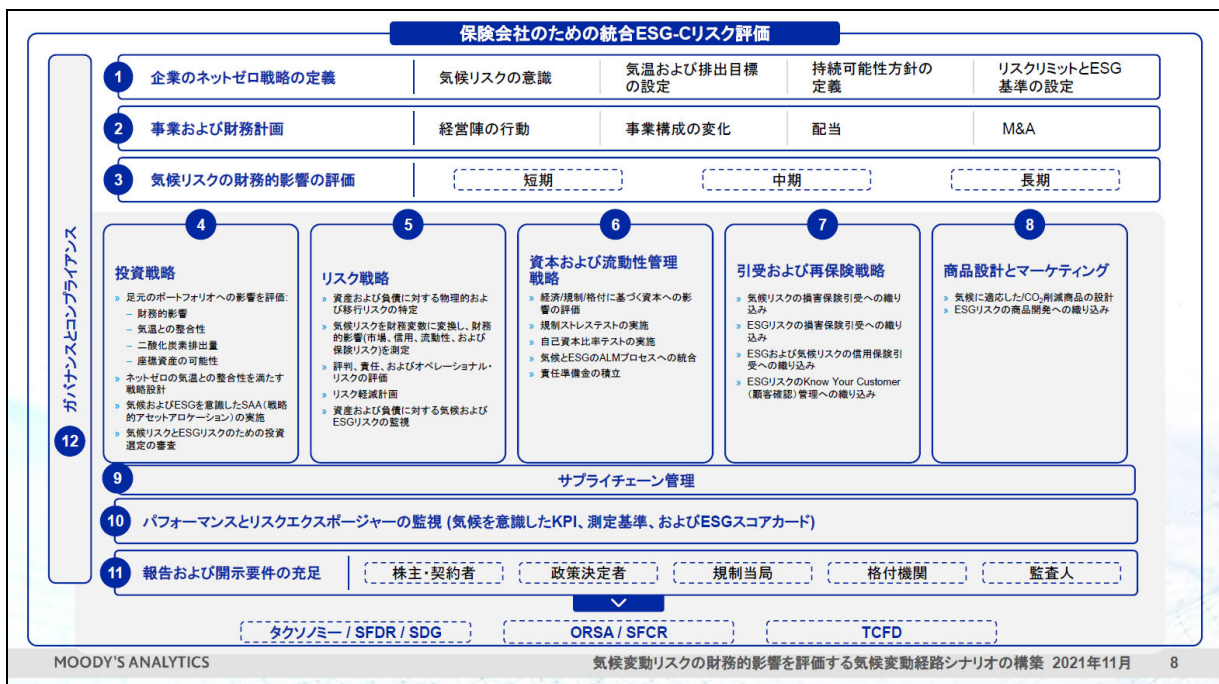 保険会社のための統合ESG-Cリスク評価
1
企業のネットゼロ戦略の定義
気候リスクの意識
気温および排出目標
の設定
持続可能性方針の
定義
リスクリミットとESG
基準の設定
2
事業および財務計画
経営陣の行動
事業構成の変化
配当
M&A
3
気候リスクの財務的影響の評価
短期
中期
長期
4
投資戦略
» 足元のポートフォリオへの影響を評価:
– 財務的影響
– 気温との整合性
– 二酸化炭素排出量
– 座礁資産の可能性
» ネットゼロの気温との整合性を満たす
戦略設計
» 気候およびESGを意識したSAA(戦略
的アセットアロケーション)の実施
» 気候リスクとESGリスクのための投資
選定の審査
5
リスク戦略
» 資産および負債に対する物理的およ
び移行リスクの特定
» 気候リスクを財務変数に変換し、財務
的影響(市場、信用、流動性、および
保険リスク)を測定
» 評判、責任、およびオペレーショナル・
リスクの評価
» リスク軽減計画
» 資産および負債に対する気候および
ESGリスクの監視
6
資本および流動性管理
戦略
» 経済/規制/格付に基づく資本への影
響の評価
» 規制ストレステストの実施
» 自己資本比率テストの実施
» 気候とESGのALMプロセスへの統合
» 責任準備金の積立
7
引受および再保険戦略
» 気候リスクの損害保険引受への織り
込み
» ESGリスクの損害保険引受への織り
込み
» ESGおよび気候リスクの信用保険引
受への織り込み
» ESGリスクのKnow Your Customer
(顧客確認)管理への織り込み
8
商品設計とマーケティング
» 気候に適応した/CO₂削減商品の設計
» ESGリスクの商品開発への織り込み
9
サプライチェーン管理
10
パフォーマンスとリスクエクスポージャーの監視 (気候を意識したKPI、測定基準、およびESGスコアカード)
11
報告および開示要件の充足
株主・契約者
政策決定者
規制当局
格付機関
監査人
ガバナンスとコンプライアンス
12
タクソノミー / SFDR / SDG
ORSA / SFCR
TCFD
MOODY'S ANALYTICS
気候変動リスクの財務的影響を評価する気候変動経路シナリオの構築 2021年11月
8